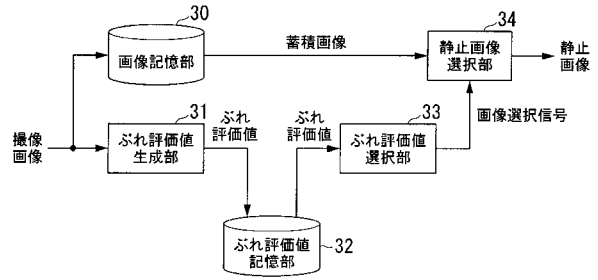 30
画像記憶部
蓄積画像
34
静止画像
選択部
静止
画像
撮像
画像
31
ぶれ評価値
生成部
ぶれ
評価値
ぶれ
評価値
33
ぶれ評価値
選択部
画像選択信号
ぶれ評価値
記憶部
32